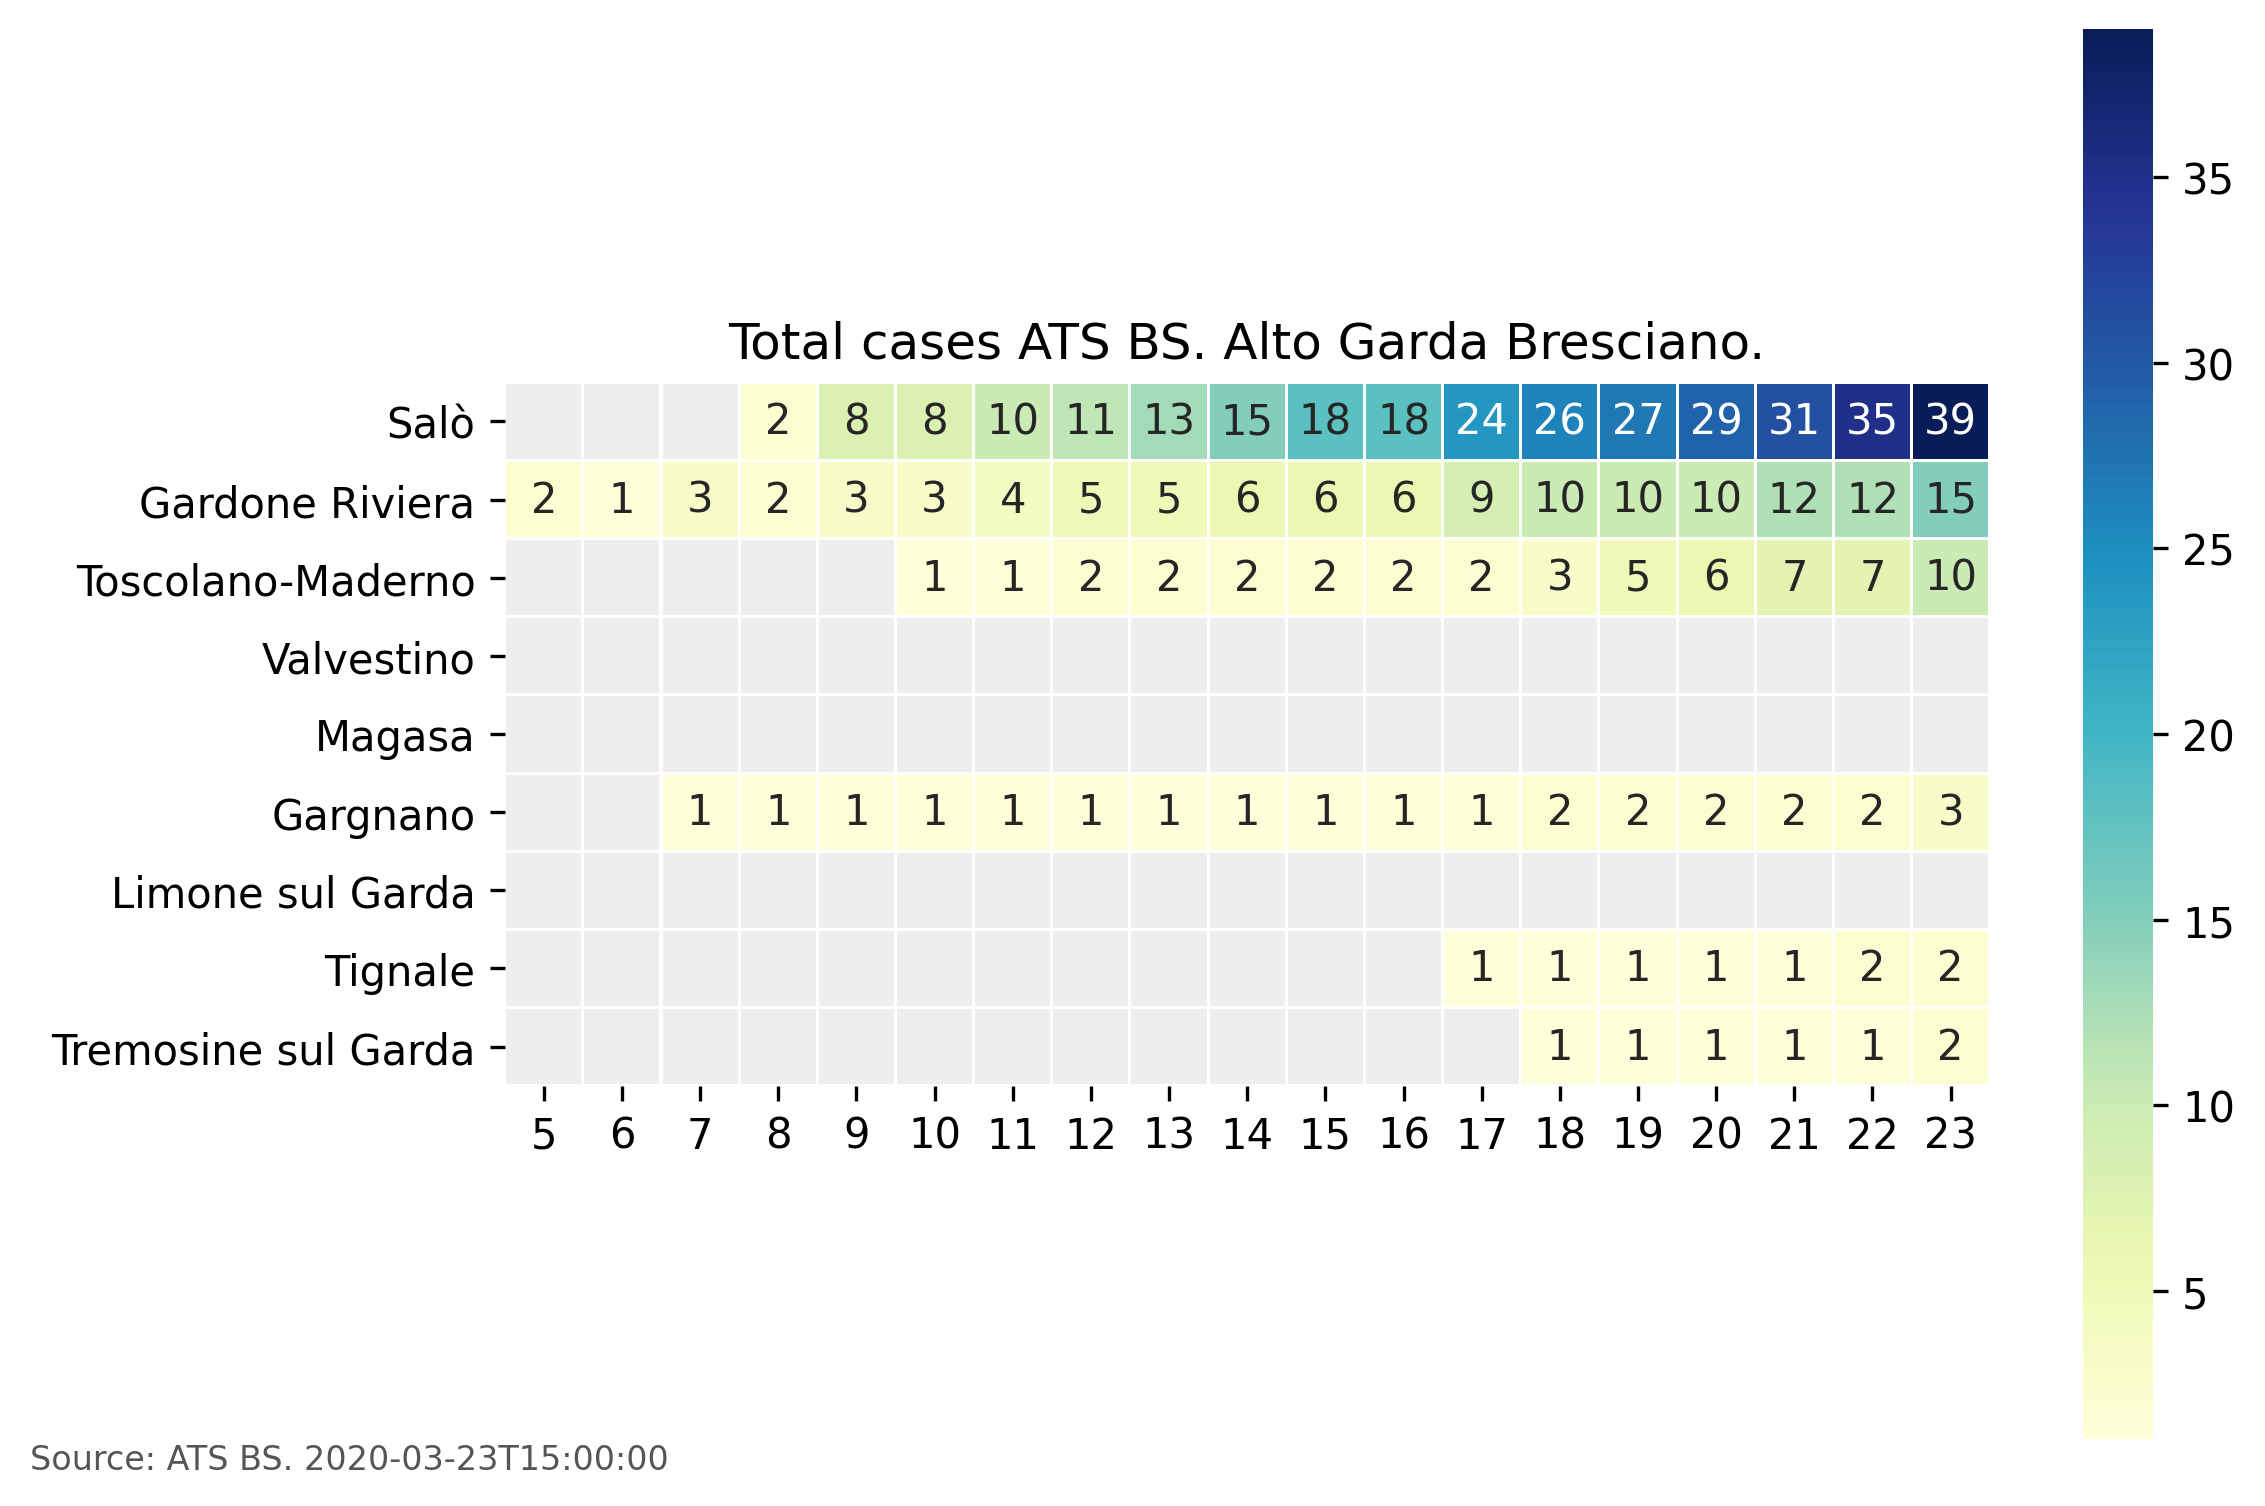 Total cases ATS BS. Alto Garda Bresciano.
Salò 2 8 8 10 11 13 15 18 18 24 26 27 29 31 35 39
Gardone Riviera 2 1 3 2 3 3 4 5 5 6 6 6 9 10 10 10 12 12 15
Toscolano-Maderno 1 1 2 2 2 2 2 2 3 5 6 7 7 10
Valvestino
Magasa
Gargnano 1 1 1 1 1 1 1 1 1 1 1 2 2 2 2 2 3
Limone sul Garda
Tignale 1 1 1 1 1 2 2
Tremosine sul Garda 1 1 1 1 1 2
5 6 7 8 9 10 11 12 13 14 15 16 17 18 19 20 21 22 23
35
30
25
20
15
10
5
Source: ATS BS. 2020-03-23T15:00:00